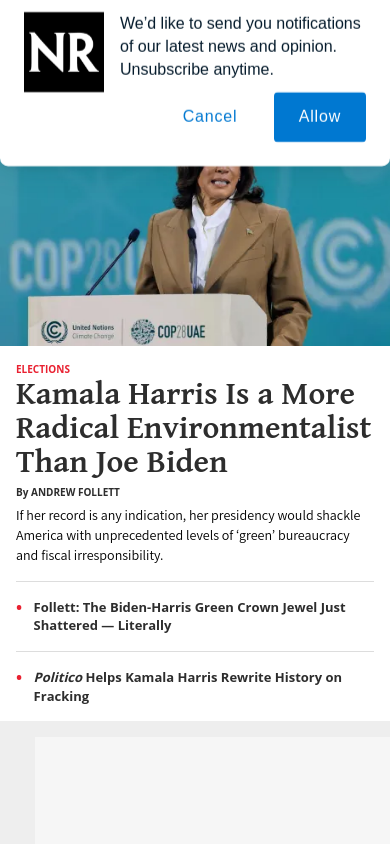 NR
We’d like to send you notifications
of our latest news and opinion.
Unsubscribe anytime.
Cancel
Allow
COP28U
United Nations
Climate Change
COP28UAE
ELECTIONS
Kamala Harris Is a More
Radical Environmentalist
Than Joe Biden
By ANDREW FOLLETT
If her record is any indication, her presidency would shackle
America with unprecedented levels of ‘green’ bureaucracy
and fiscal irresponsibility.
• Follett: The Biden-Harris Green Crown Jewel Just
Shattered — Literally
• Politico Helps Kamala Harris Rewrite History on
Fracking